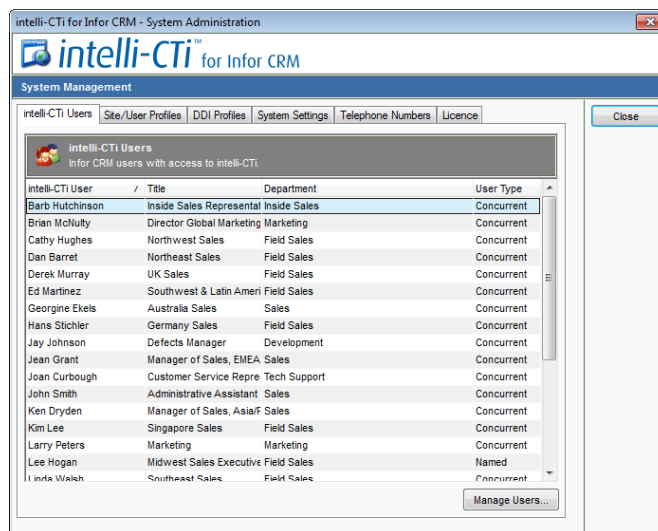 intelli-CTi for Infor CRM - System Administration
intelli-CTi™ for Infor CRM
System Management
intelli-CTi Users Site/User Profiles DDI Profiles System Settings Telephone Numbers Licence
Close
intelli-CTi Users
Infor CRM users with access to intelli-CTi.
intelli-CTi User / Title Department User Type
Barb Hutchinson Inside Sales Representat Inside Sales Concurrent
Brian McNulty Director Global Marketing Marketing Concurrent
Cathy Hughes Northwest Sales Field Sales Concurrent
Dan Barret Northeast Sales Field Sales Concurrent
Derek Murray UK Sales Field Sales Concurrent
Ed Martinez Southwest & Latin Ameri Field Sales Concurrent
Georgine Ekels Australia Sales Sales Concurrent
Hans Stichler Germany Sales Field Sales Concurrent
Jay Johnson Defects Manager Development Concurrent
Jean Grant Manager of Sales, EMEA Sales Concurrent
Joan Curbough Customer Service Repre Tech Support Concurrent
John Smith Administrative Assistant Sales Concurrent
Ken Dryden Manager of Sales, Asia/P Sales Concurrent
Kim Lee Singapore Sales Field Sales Concurrent
Larry Peters Marketing Marketing Concurrent
Lee Hogan Midwest Sales Executive Field Sales Named
Linda Walsh Southeast Sales Field Sales Concurrent
Manage Users...